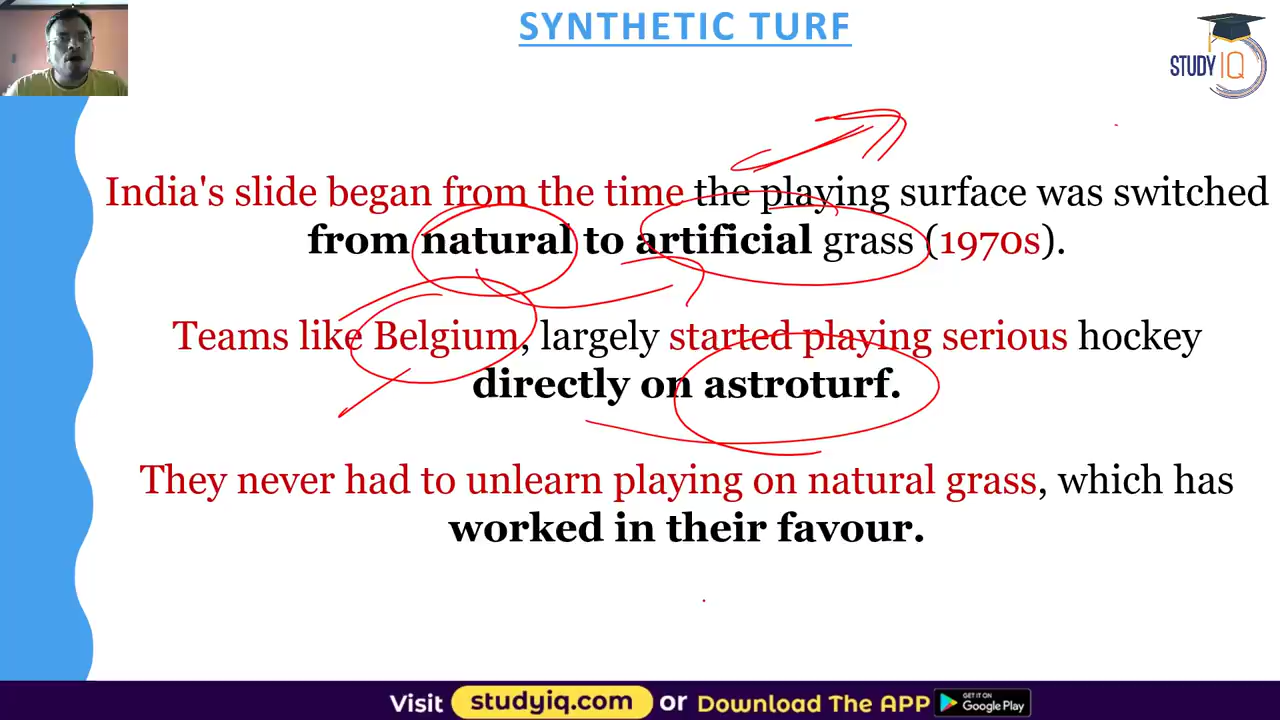 SYNTHETIC TURF
STUDY IQ
India's slide began from the time the playing surface was switched
from natural to artificial grass (1970s).
Teams like Belgium, largely started playing serious hockey
directly on astroturf.
They never had to unlearn playing on natural grass, which has
worked in their favour.
Visit studyiq.com or Download The APP GET IT ON Google Play